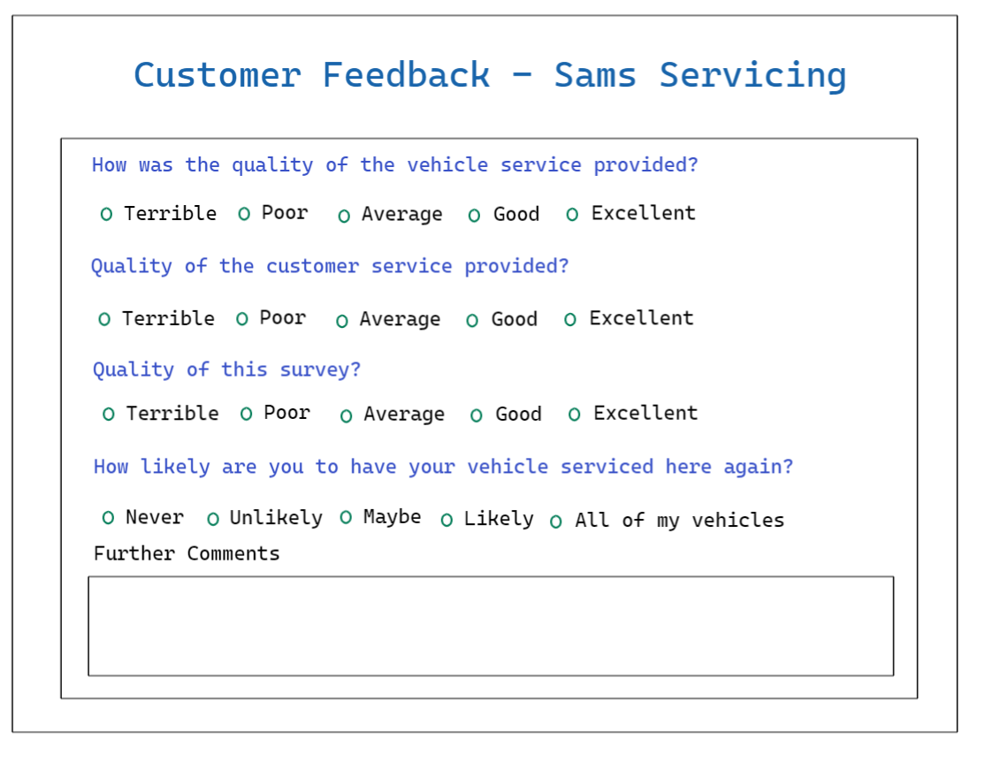 Customer Feedback - Sams Servicing
How was the quality of the vehicle service provided?
Terrible Poor Average Good Excellent
Quality of the customer service provided?
Terrible Poor Average Good Excellent
Quality of this survey?
Terrible Poor Average Good Excellent
How likely are you to have your vehicle serviced here again?
Never Unlikely Maybe Likely All of my vehicles
Further Comments